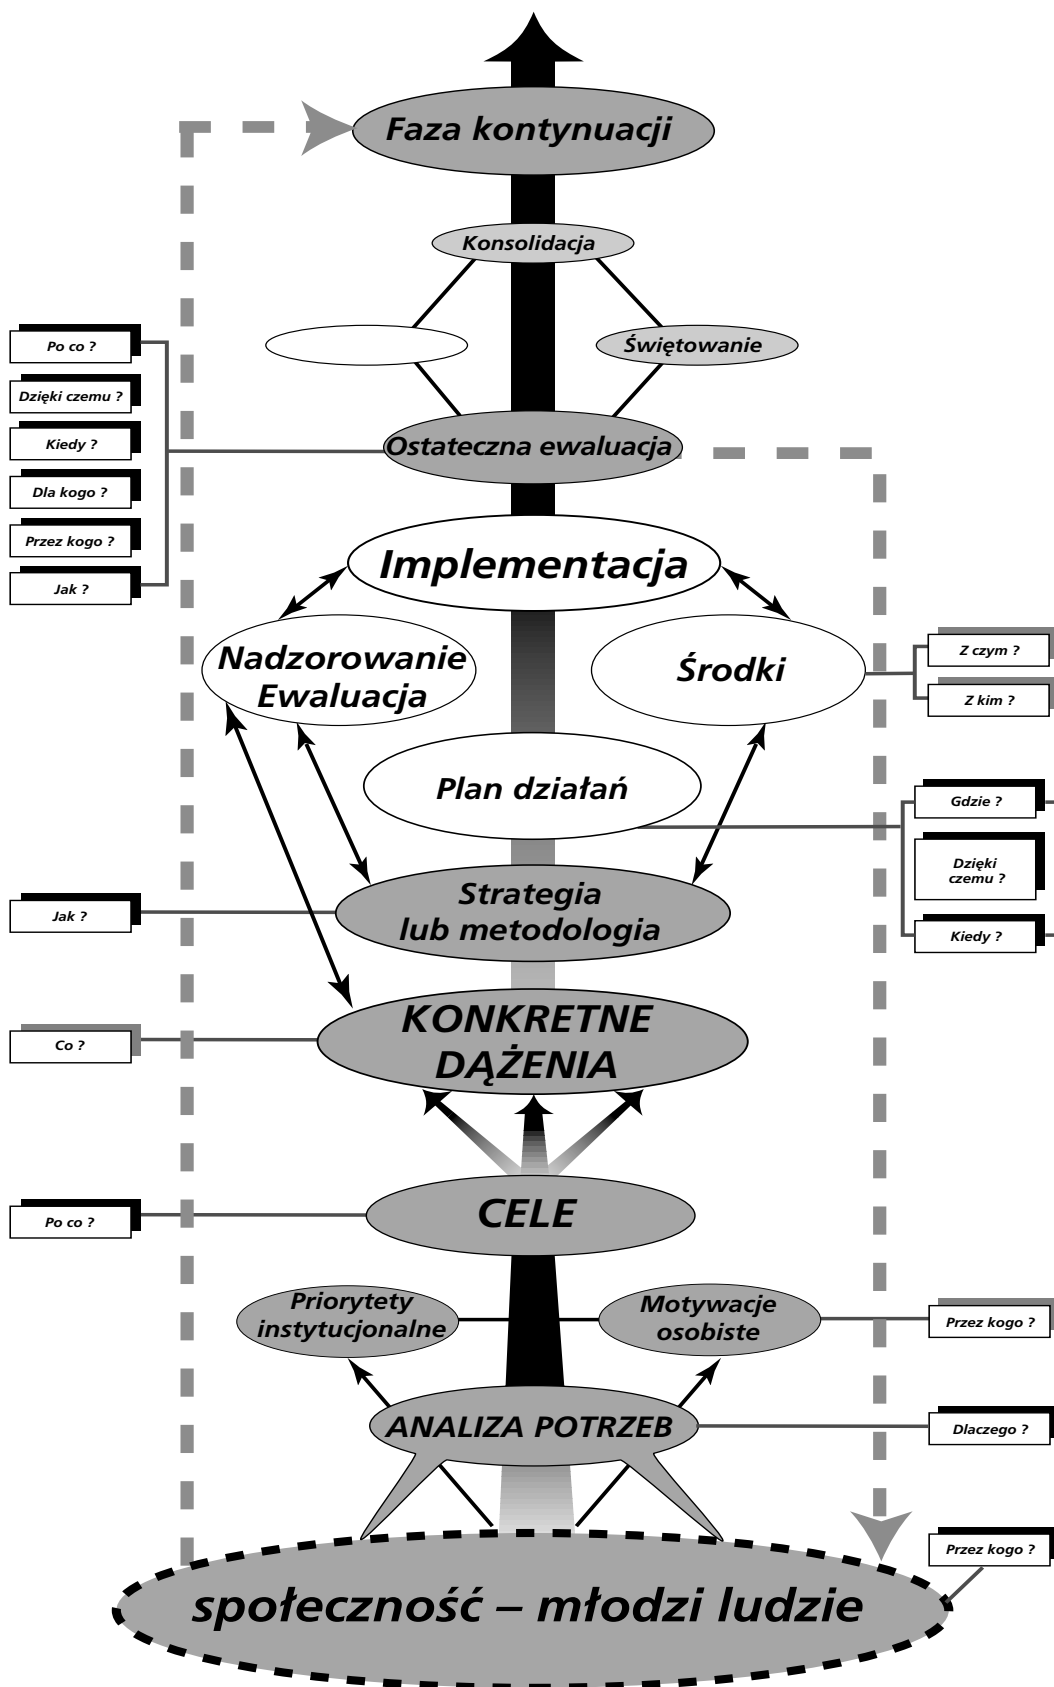 Faza kontynuacji
Konsolidacja
Świętowanie
Po co ?
Dzięki czemu ?
Kiedy ?
Dla kogo ?
Przez kogo ?
Jak ?
Ostateczna ewaluacja
Implementacja
Nadzorowanie
Ewaluacja
Środki
Z czym ?
Z kim ?
Plan działań
Gdzie ?
Dzięki
czemu ?
Kiedy ?
Strategia
lub metodologia
Jak ?
KONKRETNE
DĄŻENIA
Co ?
CELE
Po co ?
Priorytety
instytucjonalne
Motywacje
osobiste
Przez kogo ?
ANALIZA POTRZEB
Dlaczego ?
Przez kogo ?
społeczność – młodzi ludzie